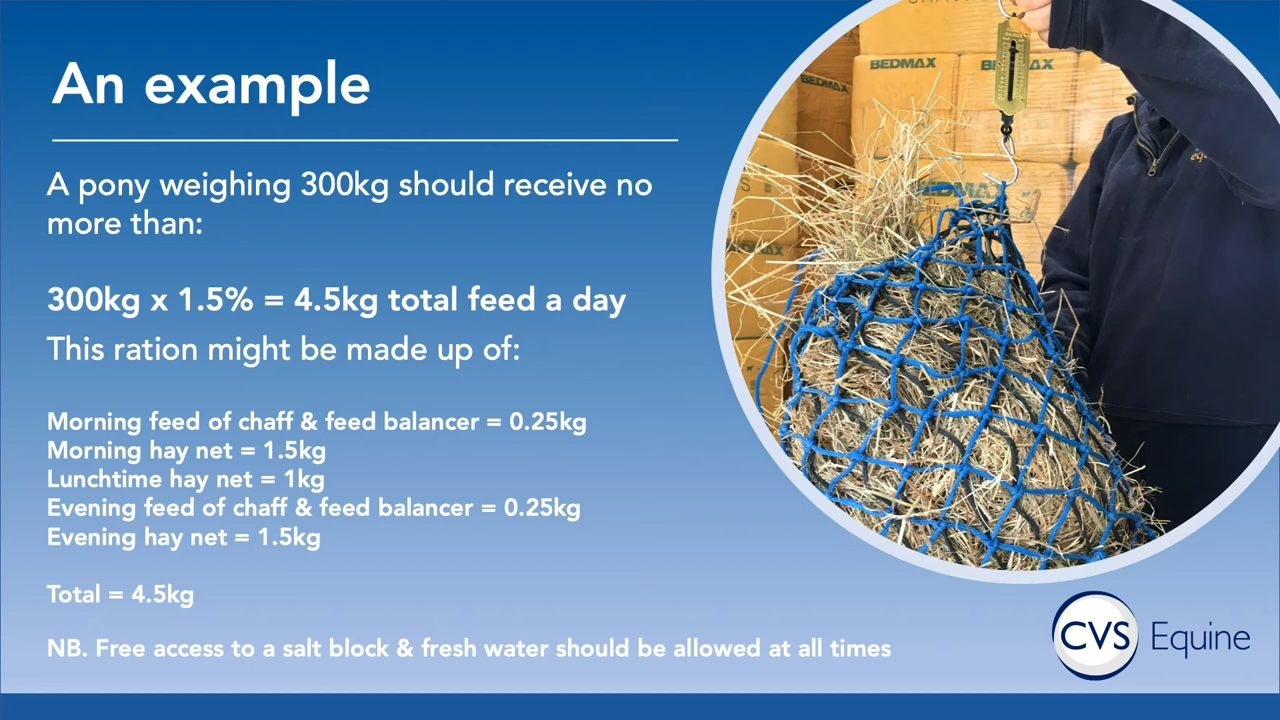 An example
A pony weighing 300kg should receive no
more than:
300kg x 1.5% = 4.5kg total feed a day
This ration might be made up of:
Morning feed of chaff & feed balancer = 0.25kg
Morning hay net = 1.5kg
Lunchtime hay net = 1kg
Evening feed of chaff & feed balancer = 0.25kg
Evening hay net = 1.5kg
Total = 4.5kg
NB. Free access to a salt block & fresh water should be allowed at all times
BEDMAX
BEDMAX
BEDMAX
BEDMAX
CVS Equine